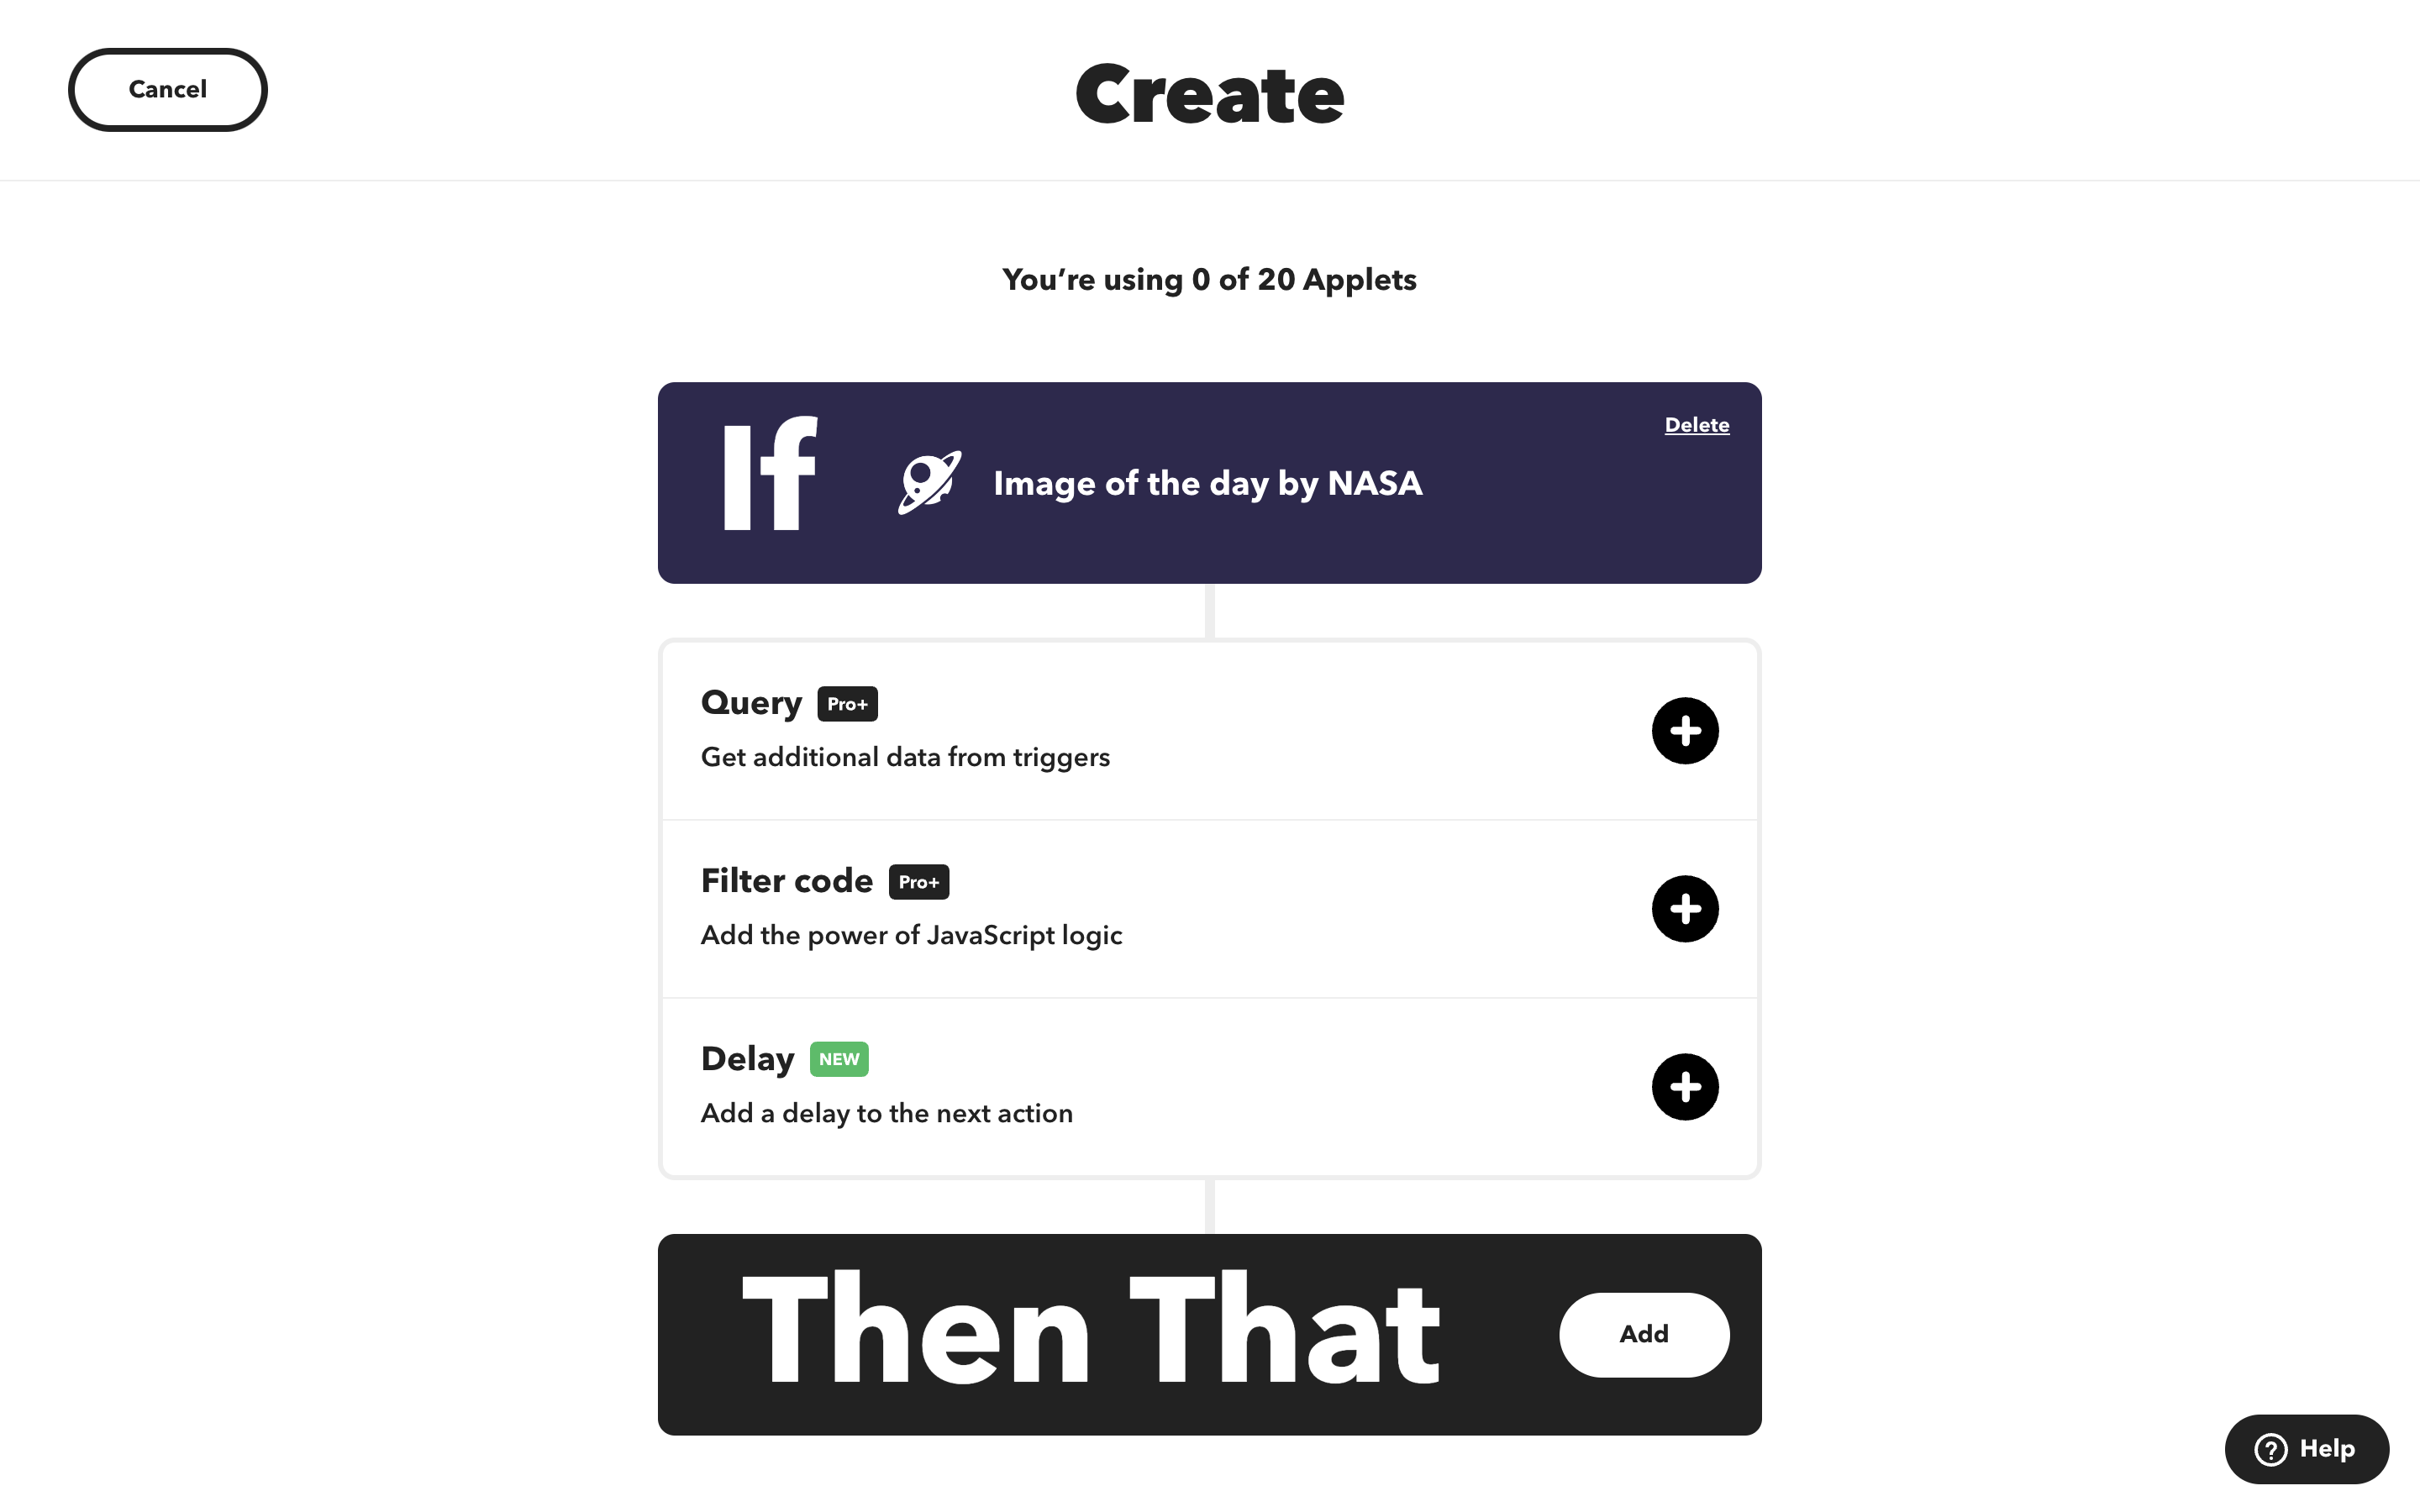 Cancel
Create
You’re using 0 of 20 Applets
If
Image of the day by NASA
Delete
Query Pro+
Get additional data from triggers
Filter code Pro+
Add the power of JavaScript logic
Delay NEW
Add a delay to the next action
Then That
Add
Help